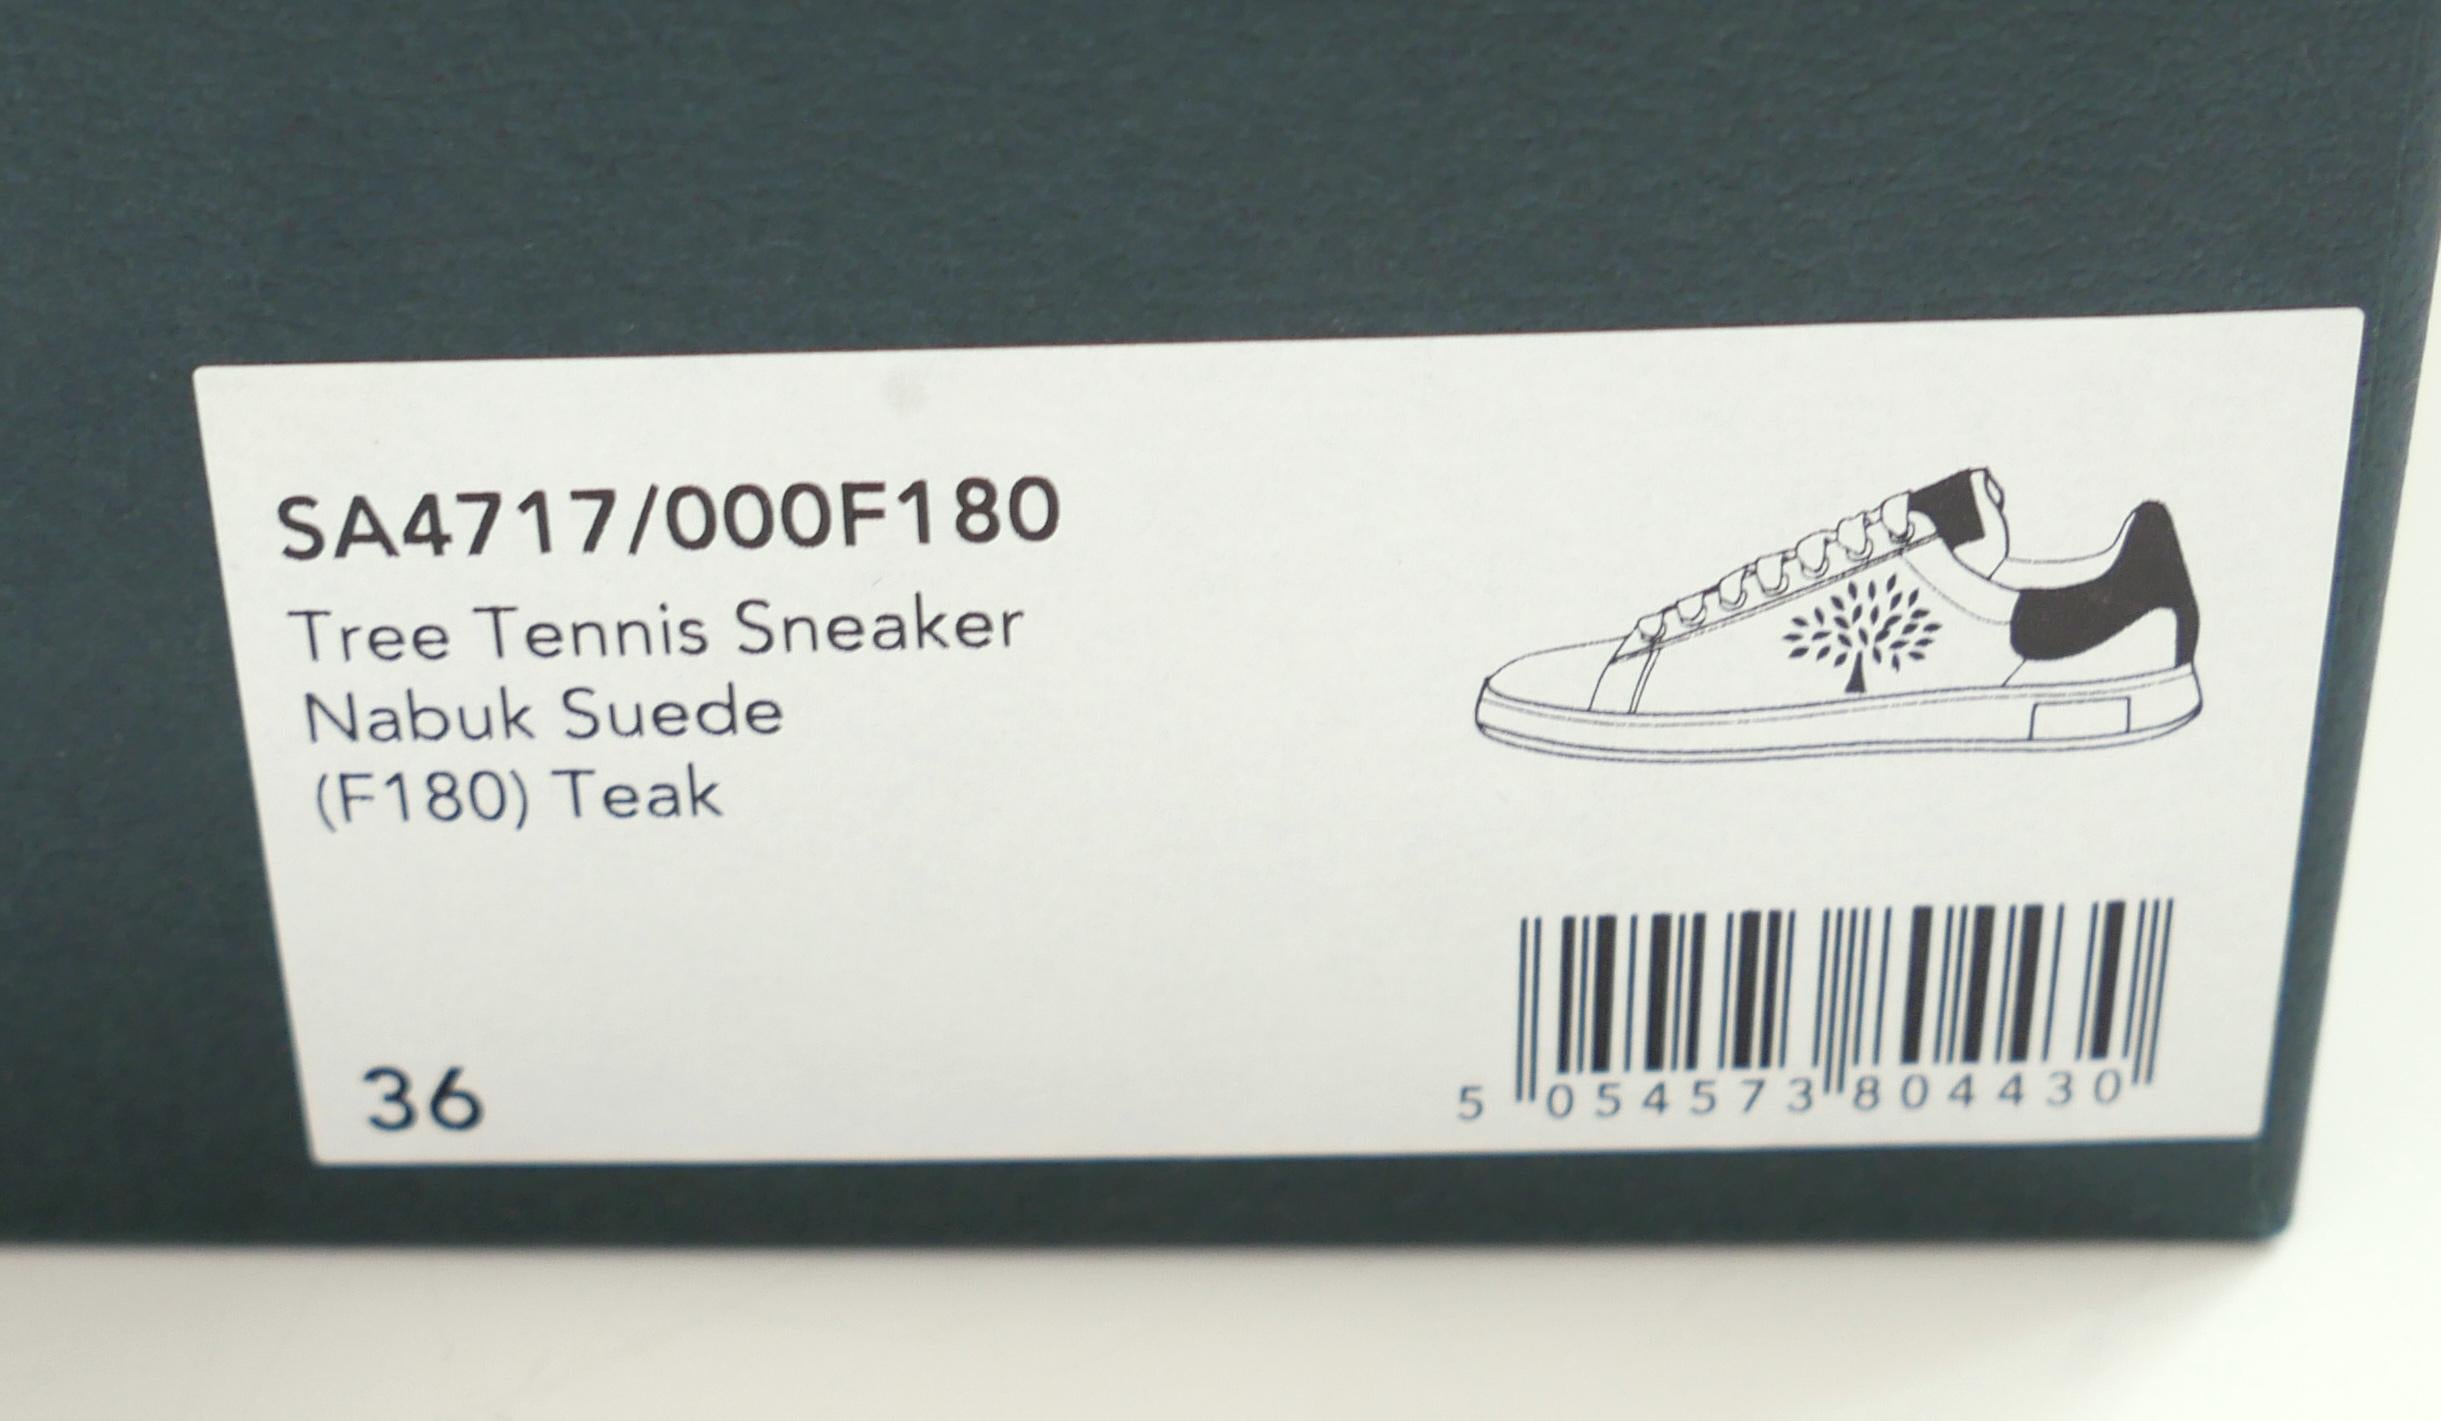 SA4717/000F180
Tree Tennis Sneaker
Nabuk Suede
(F180) Teak
36
5 054573 804430